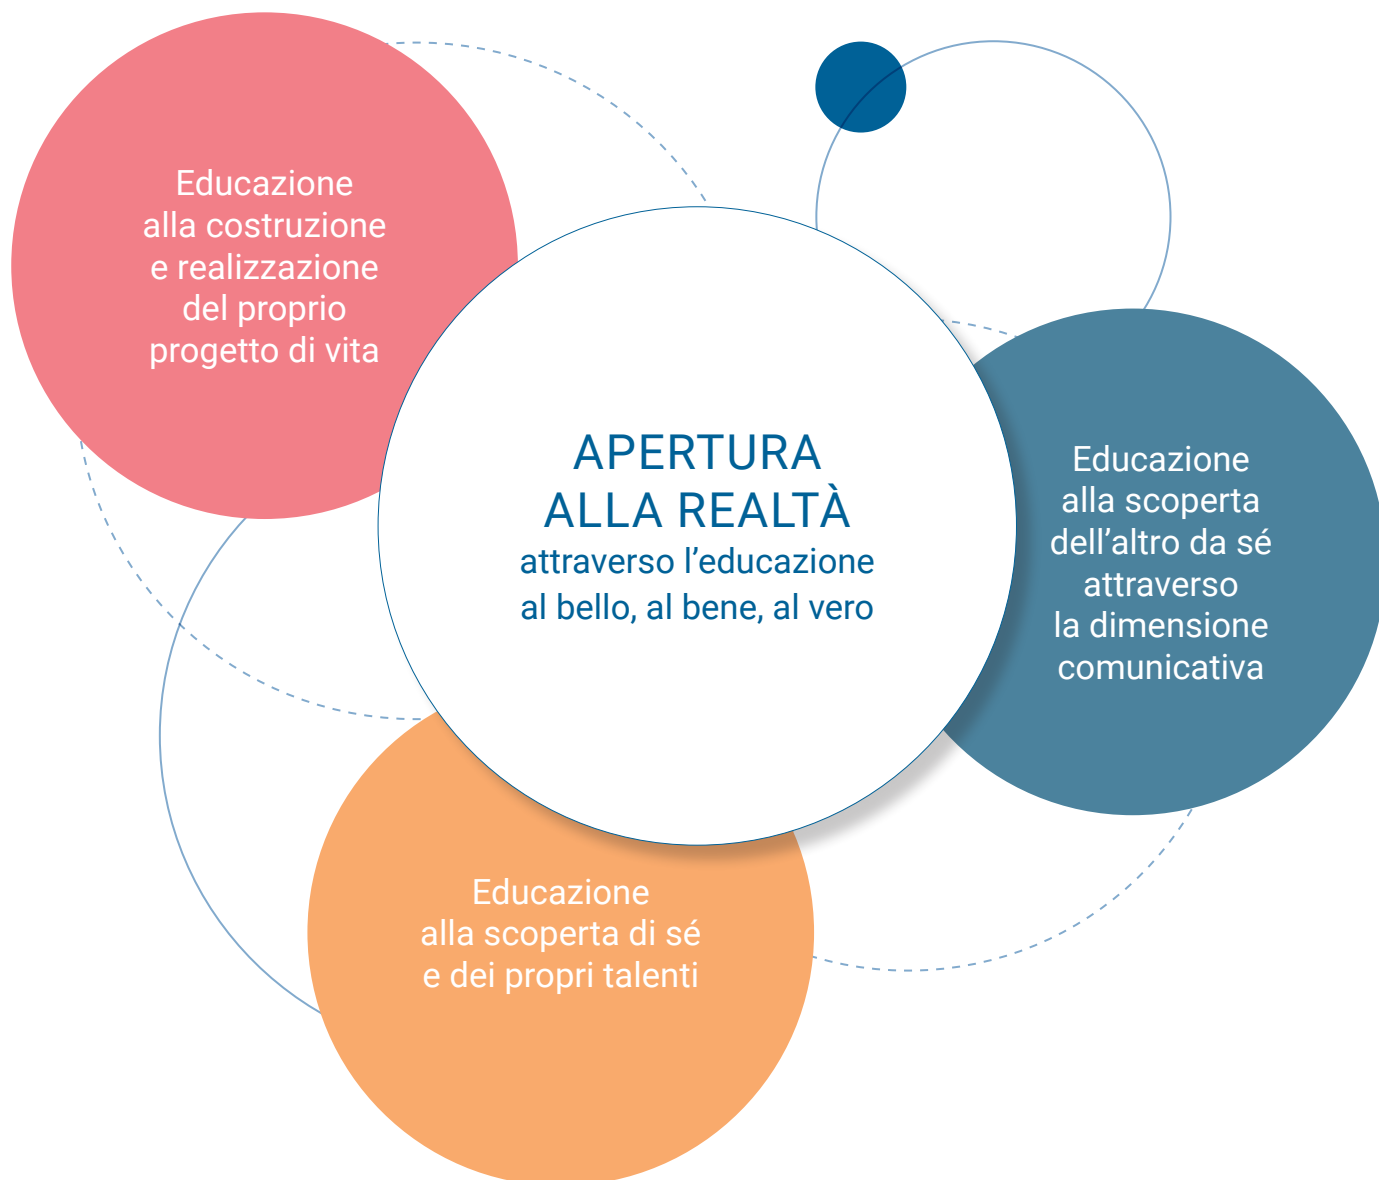 Educazione
alla costruzione
e realizzazione
del proprio
progetto di vita
APERTURA
ALLA REALTÀ
attraverso l’educazione
al bello, al bene, al vero
Educazione
alla scoperta
dell’altro da sé
attraverso
la dimensione
comunicativa
Educazione
alla scoperta di sé
e dei propri talenti